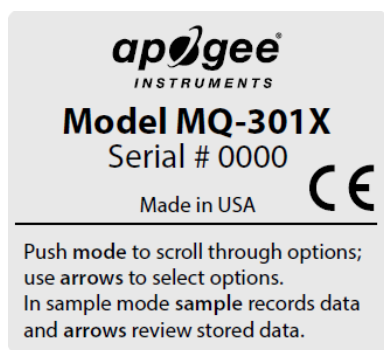 apogee
INSTRUMENTS
Model MQ-301X
Serial # 0000
Made in USA
CE
Push mode to scroll through options;
use arrows to select options.
In sample mode sample records data
and arrows review stored data.